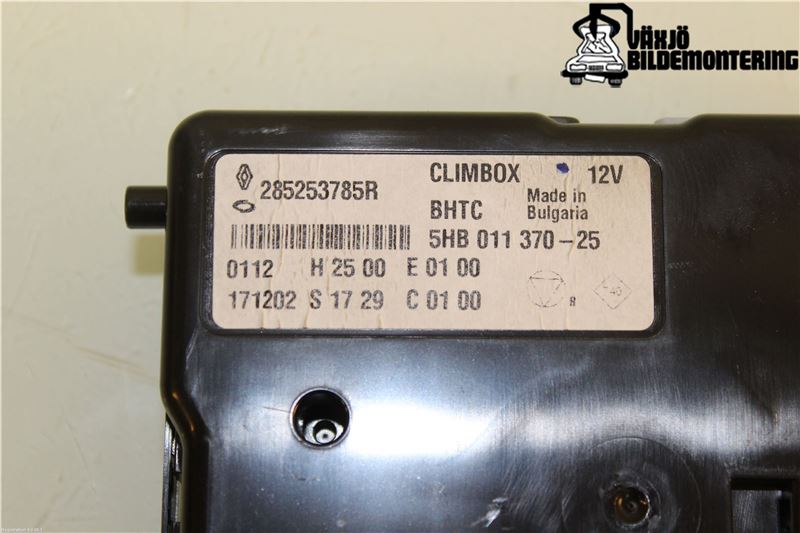 VÄXJÖ
BILDEMONTERING
285253785R
CLIMBOX 12V
BHTC Made in
Bulgaria
5HB 011 370-25
0112 H 25 00 E 01 00
171202 S 17 29 C 01 00